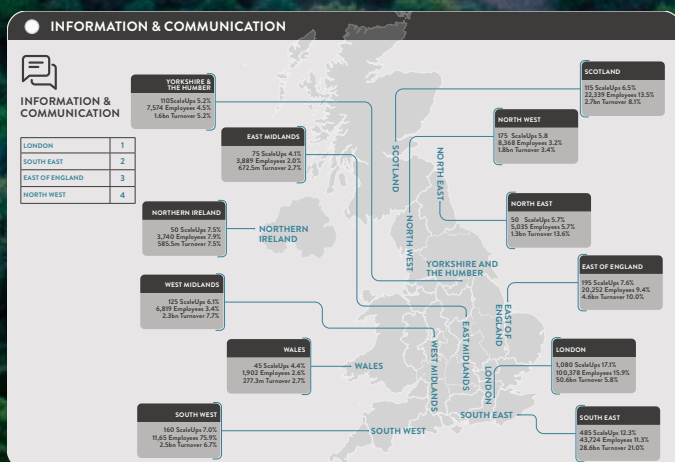 INFORMATION & COMMUNICATION
INFORMATION &
COMMUNICATION
LONDON 1
SOUTH EAST 2
EAST OF ENGLAND 3
NORTH WEST 4
YORKSHIRE &
THE HUMBER
110ScaleUps 5.2%
7,574 Employees 4.5%
1.6bn Turnover 5.2%
EAST MIDLANDS
75 ScaleUps 4.1%
3,889 Employees 2.0%
672.5m Turnover 2.7%
NORTHERN IRELAND
50 ScaleUps 7.5%
3,740 Employees 7.9%
585.5m Turnover 7.5%
WEST MIDLANDS
125 ScaleUps 6.1%
6,819 Employees 3.4%
2.3bn Turnover 7.7%
WALES
45 ScaleUps 4.4%
1,902 Employees 2.6%
277.3m Turnover 2.7%
SOUTH WEST
160 ScaleUps 7.0%
11,65 Employees 75.9%
2.5bn Turnover 6.7%
SCOTLAND
115 ScaleUps 6.5%
22,339 Employees 13.5%
2.7bn Turnover 8.1%
NORTH WEST
175 ScaleUps 5.8
8,368 Employees 3.2%
1.8bn Turnover 3.4%
NORTH EAST
50 ScaleUps 5.7%
5,035 Employees 5.7%
1.3bn Turnover 13.6%
EAST OF ENGLAND
195 ScaleUps 7.6%
20,252 Employees 9.4%
4.6bn Turnover 10.0%
LONDON
1,080 ScaleUps 17.1%
100,378 Employees 15.9%
50.6bn Turnover 5.8%
SOUTH EAST
485 ScaleUps 12.3%
43,724 Employees 11.3%
28.6bn Turnover 21.0%
SCOTLAND
NORTH EAST
NORTH WEST
NORTHERN
IRELAND
YORKSHIRE AND
THE HUMBER
EAST OF
ENGLAND
EAST MIDLANDS
WEST MIDLANDS
WALES
LONDON
SOUTH EAST
SOUTH WEST